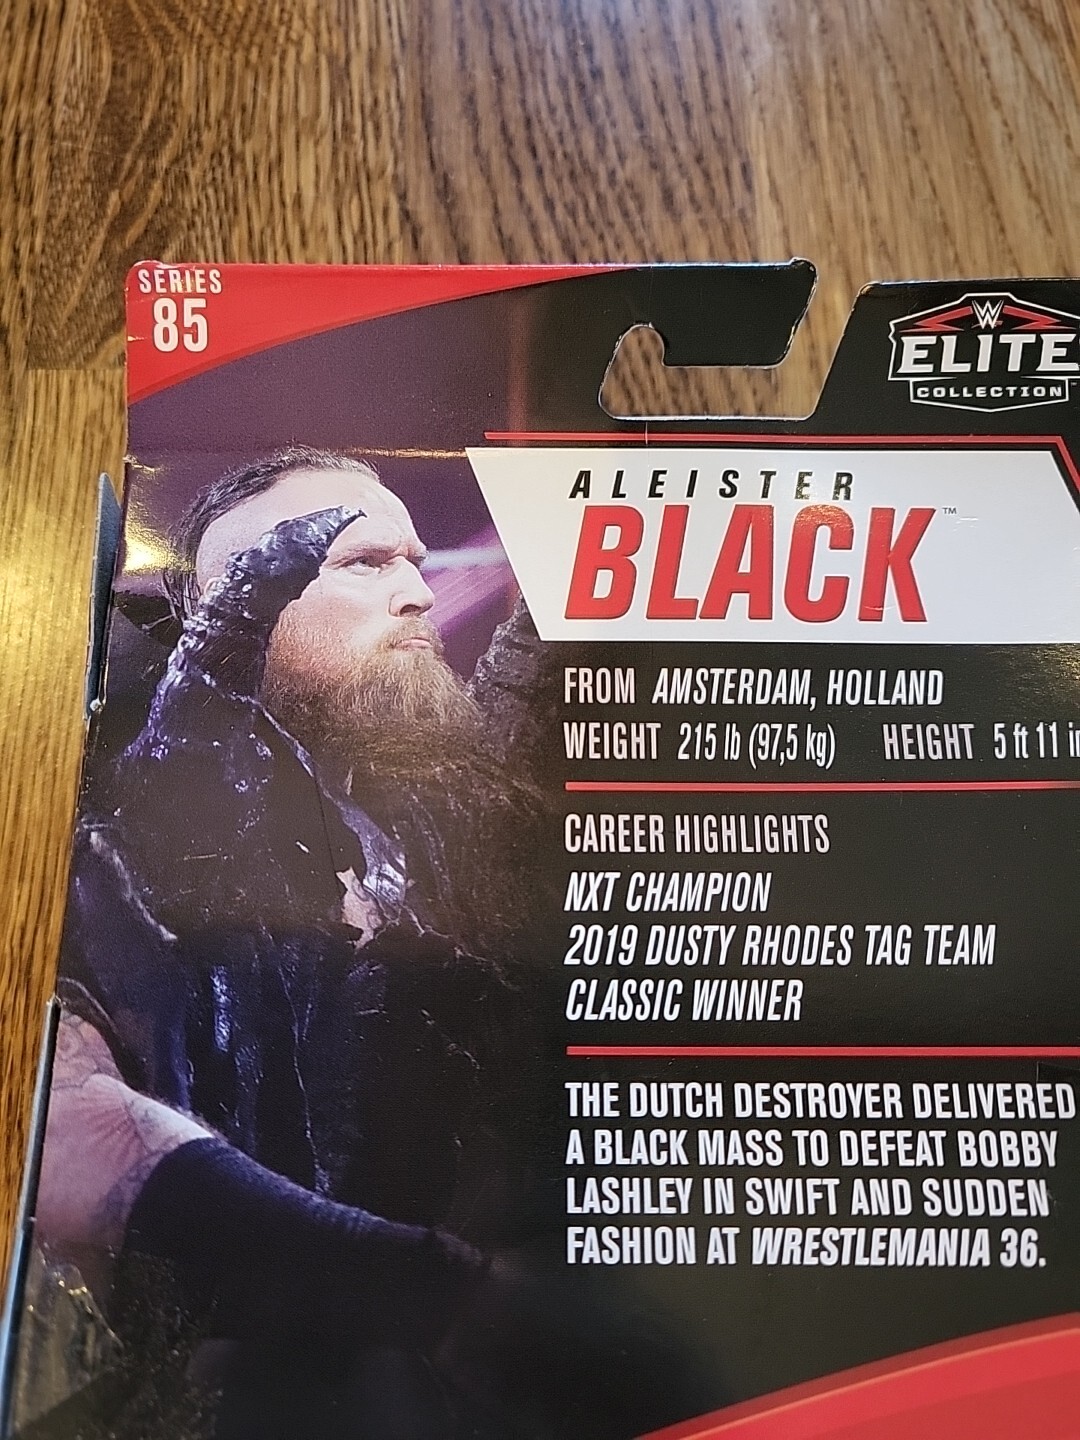 SERIES
85
W
ELITE
COLLECTION
ALEISTER
BLACK™
FROM AMSTERDAM, HOLLAND
WEIGHT 215 lb (97,5 kg) HEIGHT 5 ft 11 in
CAREER HIGHLIGHTS
NXT CHAMPION
2019 DUSTY RHODES TAG TEAM
CLASSIC WINNER
THE DUTCH DESTROYER DELIVERED
A BLACK MASS TO DEFEAT BOBBY
LASHLEY IN SWIFT AND SUDDEN
FASHION AT WRESTLEMANIA 36.